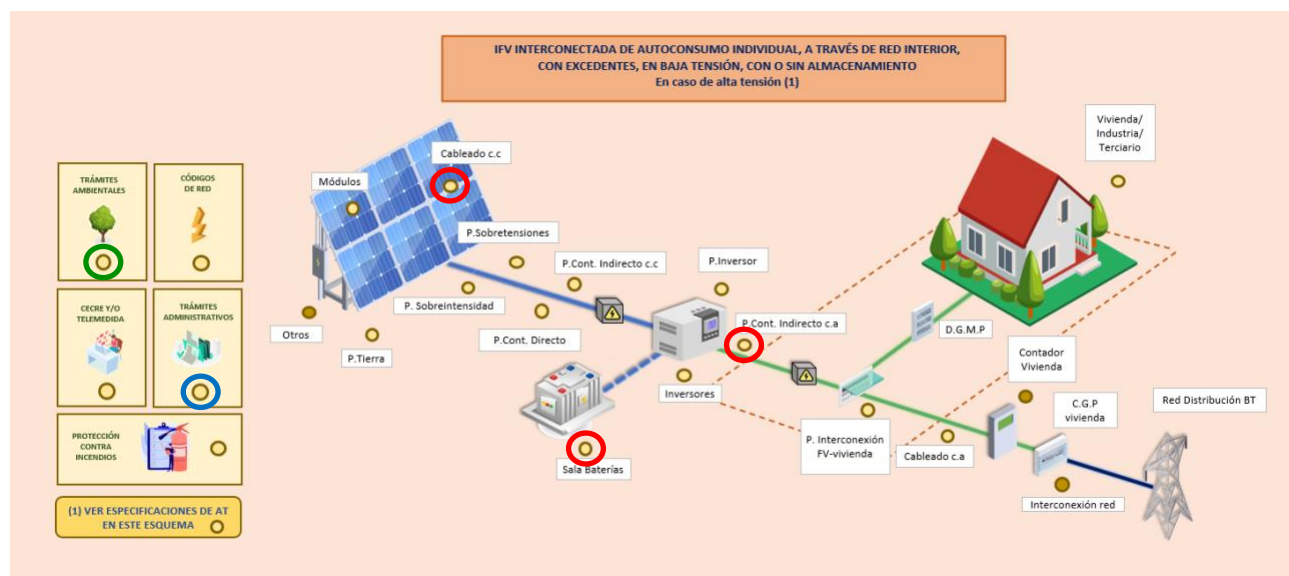 IFV INTERCONECTADA DE AUTOCONSUMO INDIVIDUAL, A TRAVÉS DE RED INTERIOR,
CON EXCEDENTES, EN BAJA TENSIÓN, CON O SIN ALMACENAMIENTO
En caso de alta tensión (1)
Vivienda/
Industria/
Terciario
Cableado c.c
TRÁMITES
AMBIENTALES
CÓDIGOS
DE RED
Módulos
P.Sobretensiones
P.Cont. Indirecto c.c
P.Inversor
CECRE Y/O
TELEMEDIDA
TRÁMITES
ADMINISTRATIVOS
P. Sobreintensidad
Otros
P.Tierra
P.Cont. Directo
P.Cont. Indirecto c.a
D.G.M.P
Contador
Vivienda
Inversores
C.G.P
vivienda
Red Distribución BT
PROTECCIÓN
CONTRA
INCENDIOS
P. Interconexión
FV-vivienda
Cableado c.a
Sala Baterías
Interconexión red
(1) VER ESPECIFICACIONES DE AT
EN ESTE ESQUEMA